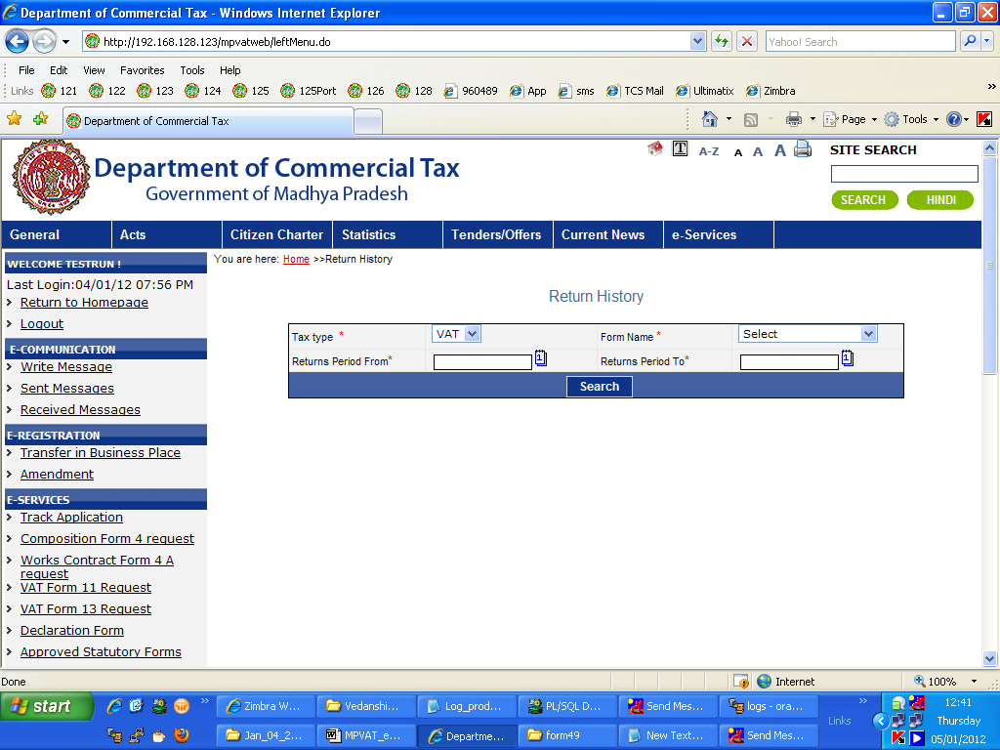 Department of Commercial Tax - Windows Internet Explorer
http://192.168.128.123/mpvatweb/leftMenu.do
Yahoo! Search
File Edit View Favorites Tools Help
Links 121 122 123 124 125 125Port 126 128 960489 App sms TCS Mail Ultimatix Zimbra »
Department of Commercial Tax
Page Tools
Department of Commercial Tax
Government of Madhya Pradesh
T A-Z A A A
SITE SEARCH
SEARCH HINDI
General Acts Citizen Charter Statistics Tenders/Offers Current News e-Services
WELCOME TESTRUN !
Last Login:04/01/12 07:56 PM
Return to Homepage
Logout
E-COMMUNICATION
Write Message
Sent Messages
Received Messages
E-REGISTRATION
Transfer in Business Place
Amendment
E-SERVICES
Track Application
Composition Form 4 request
Works Contract Form 4 A
request
VAT Form 11 Request
VAT Form 13 Request
Declaration Form
Approved Statutory Forms
You are here: Home >>Return History
Return History
Tax type * VAT Form Name * Select
Returns Period From* 1 Returns Period To* 1
Search
Done
Internet
100%
start
» Zimbra W... Vedanshi... Log_prod... PL/SQL D... Send Mes... logs - ora... »
Jan_04_2... MPVAT_e... Departme... form49 New Text... Send Mes...
Links
12:41
Thursday
05/01/2012